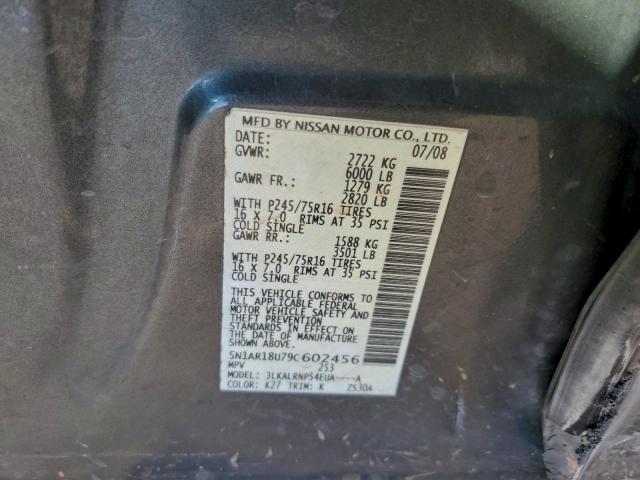 MFD BY NISSAN MOTOR CO., LTD.
DATE: 07/08
GVWR: 2722 KG
6000 LB
GAWR FR.: 1279 KG
2820 LB
WITH P245/75R16 TIRES
16 X 7.0 RIMS AT 35 PSI
COLD SINGLE
GAWR RR.: 1588 KG
3501 LB
WITH P245/75R16 TIRES
16 X 7.0 RIMS AT 35 PSI
COLD SINGLE
THIS VEHICLE CONFORMS TO
ALL APPLICABLE FEDERAL
MOTOR VEHICLE SAFETY AND
THEFT PREVENTION
STANDARDS IN EFFECT ON
THE DATE OF MANUFACTURE
SHOWN ABOVE.
5N1AR18U79C602456
MPV 253
MODEL: JLKALRNP54EUA----A
COLOR: K27 TRIM: K 2530A